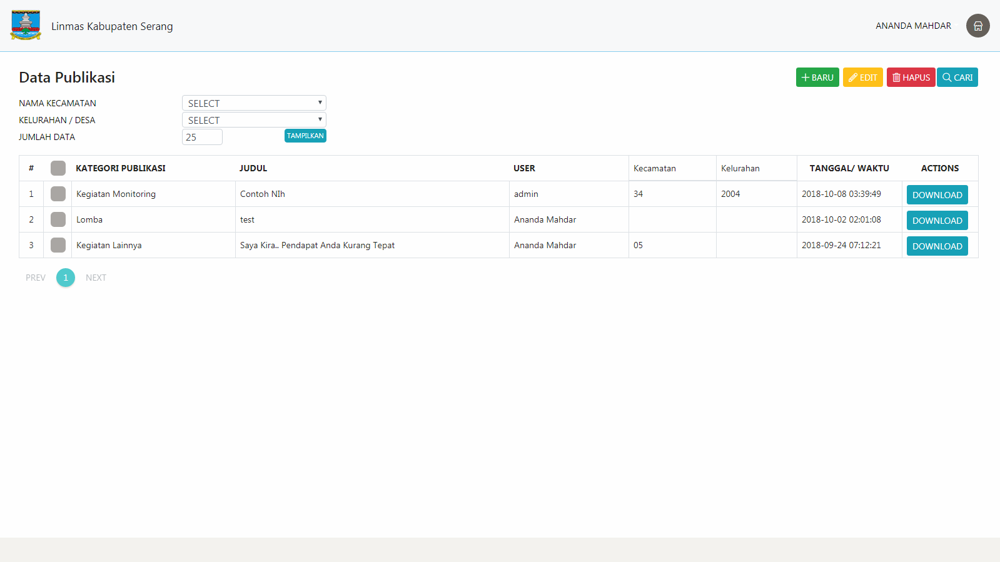 Linmas Kabupaten Serang
ANANDA MAHDAR
Data Publikasi
BARU EDIT HAPUS CARI
NAMA KECAMATAN SELECT
KELURAHAN / DESA SELECT
JUMLAH DATA 25 TAMPILKAN
# KATEGORI PUBLIKASI JUDUL USER Kecamatan Kelurahan TANGGAL/ WAKTU ACTIONS
1 Kegiatan Monitoring Contoh NIh admin 34 2004 2018-10-08 03:39:49 DOWNLOAD
2 Lomba test Ananda Mahdar 2018-10-02 02:01:08 DOWNLOAD
3 Kegiatan Lainnya Saya Kira.. Pendapat Anda Kurang Tepat Ananda Mahdar 05 2018-09-24 07:12:21 DOWNLOAD
PREV 1 NEXT